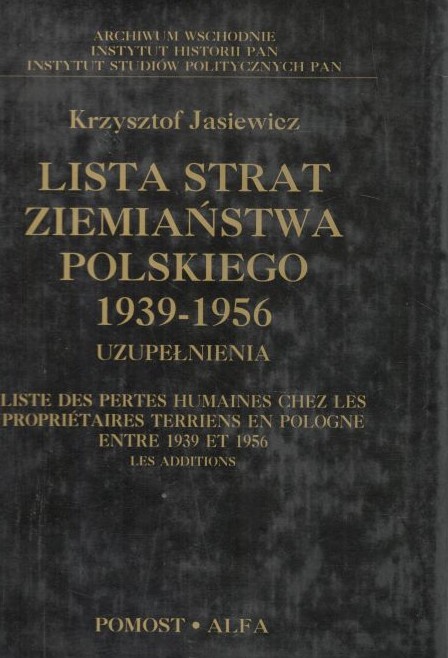 ARCHIWUM WSCHODNIE
INSTYTUT HISTORII PAN
INSTYTUT STUDIÓW POLITYCZNYCH PAN
Krzysztof Jasiewicz
LISTA STRAT
ZIEMIAŃSTWA
POLSKIEGO
1939-1956
UZUPEŁNIENIA
LISTE DES PERTES HUMAINES CHEZ LES
PROPRIÉTAIRES TERRIENS EN POLOGNE
ENTRE 1939 ET 1956
LES ADDITIONS
POMOST • ALFA